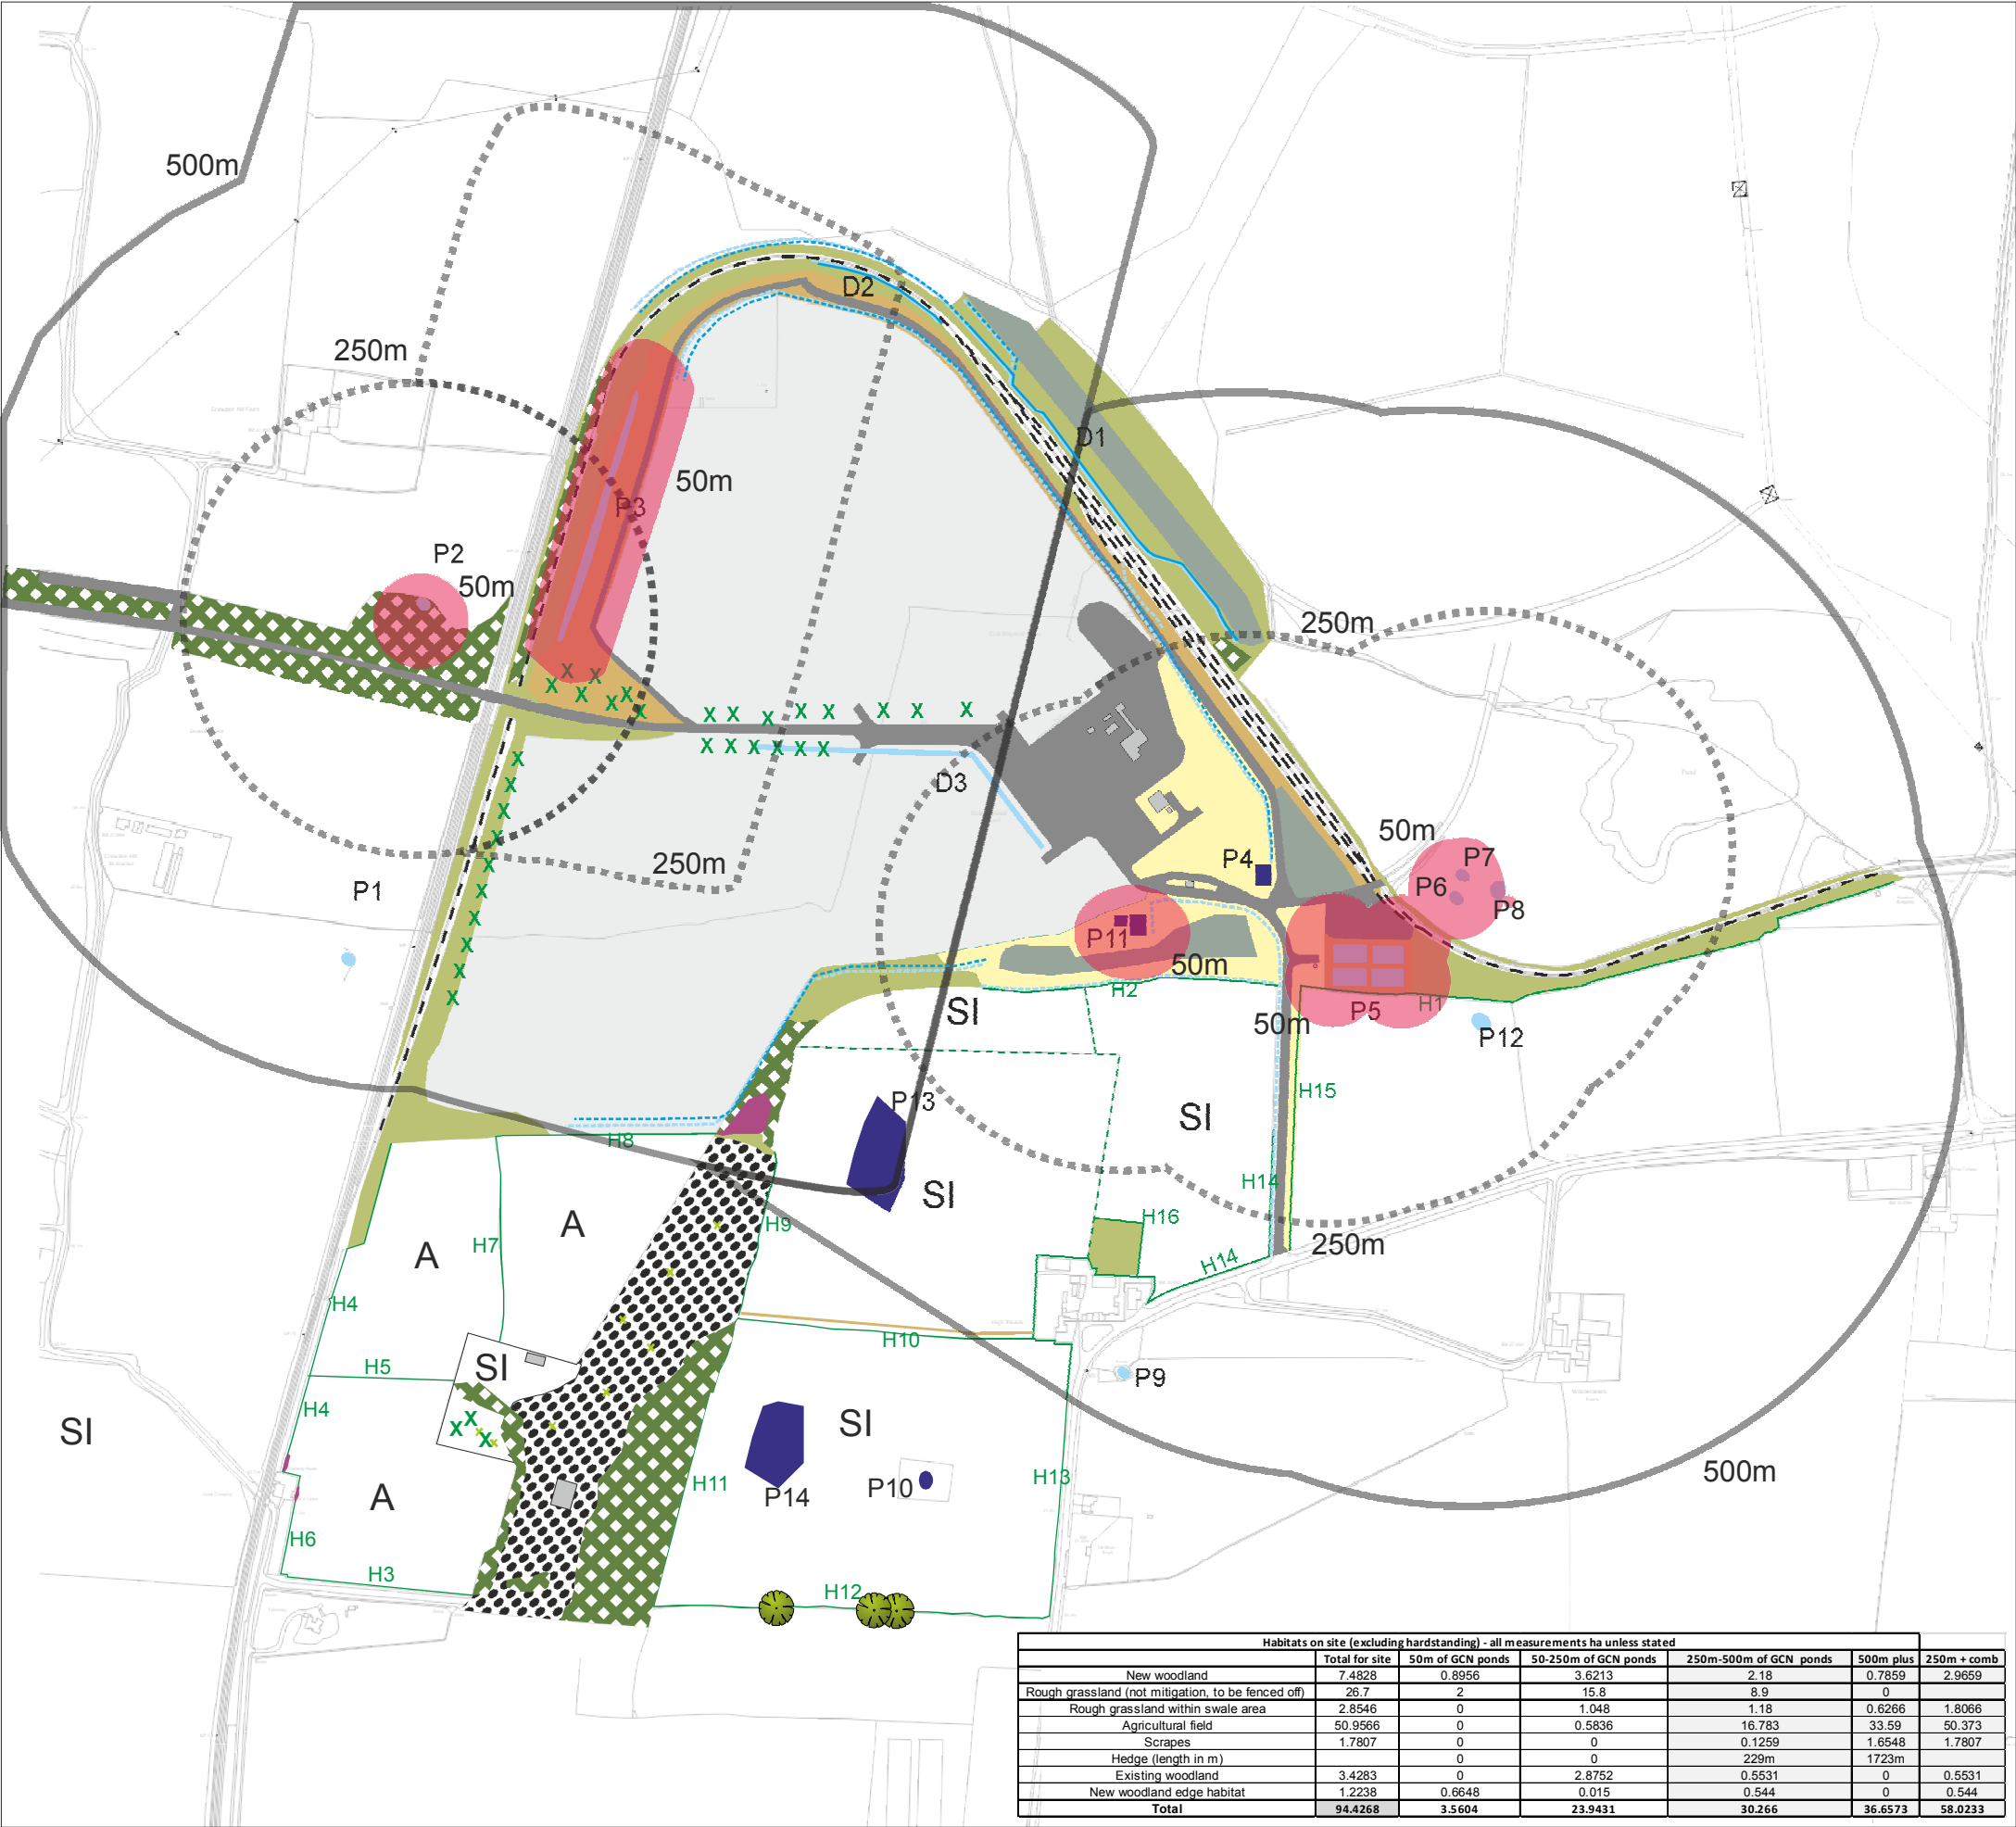 500m
250m
D2
D1
50m
P3
P2
50m
250m
D3
50m
P7
P4
P6
P8
250m
P1
P11
50m
H2
SI
P5
H1
50m
P12
H15
P13
SI
H8
SI
H14
H16
H9
A
A
H7
H14
250m
H4
H10
H5
SI
P9
H4
SI
SI
500m
H11
H13
P10
P14
A
H6
H3
H12
Habitats on site (excluding hardstanding) - all measurements ha unless stated
Total for site 50m of GCN ponds 50-250m of GCN ponds 250m-500m of GCN ponds 500m plus 250m + comb
New woodland 7.4828 0.8956 3.6213 2.18 0.7859 2.9659
Rough grassland (not mitigation, to be fenced off) 26.7 2 15.8 8.9 0
Rough grassland within swale area 2.8546 0 1.048 1.18 0.6266 1.8066
Agricultural field 50.9566 0 0.5836 16.783 33.59 50.373
Scrapes 1.7807 0 0 0.1259 1.6548 1.7807
Hedge (length in m) 0 0 229m 1723m
Existing woodland 3.4283 0 2.8752 0.5531 0 0.5531
New woodland edge habitat 1.2238 0.6648 0.015 0.544 0 0.544
Total 94.4268 3.5604 23.9431 30.266 36.6573 58.0233